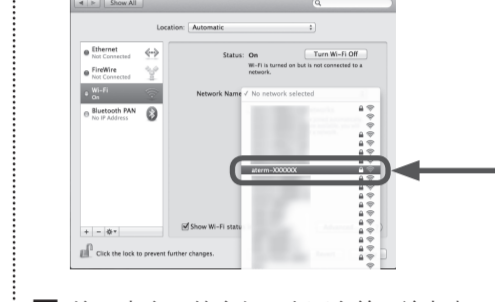 Show All
Location: Automatic
Ethernet
Not Connected
FireWire
Not Connected
Wi-Fi
On
Bluetooth PAN
No IP Address
Status: On
Turn Wi-Fi Off
Wi-Fi is turned on but is not connected to a
network.
Network Name
✓ No network selected
aterm-XXXXXX
Show Wi-Fi statu
Click the lock to prevent further changes.